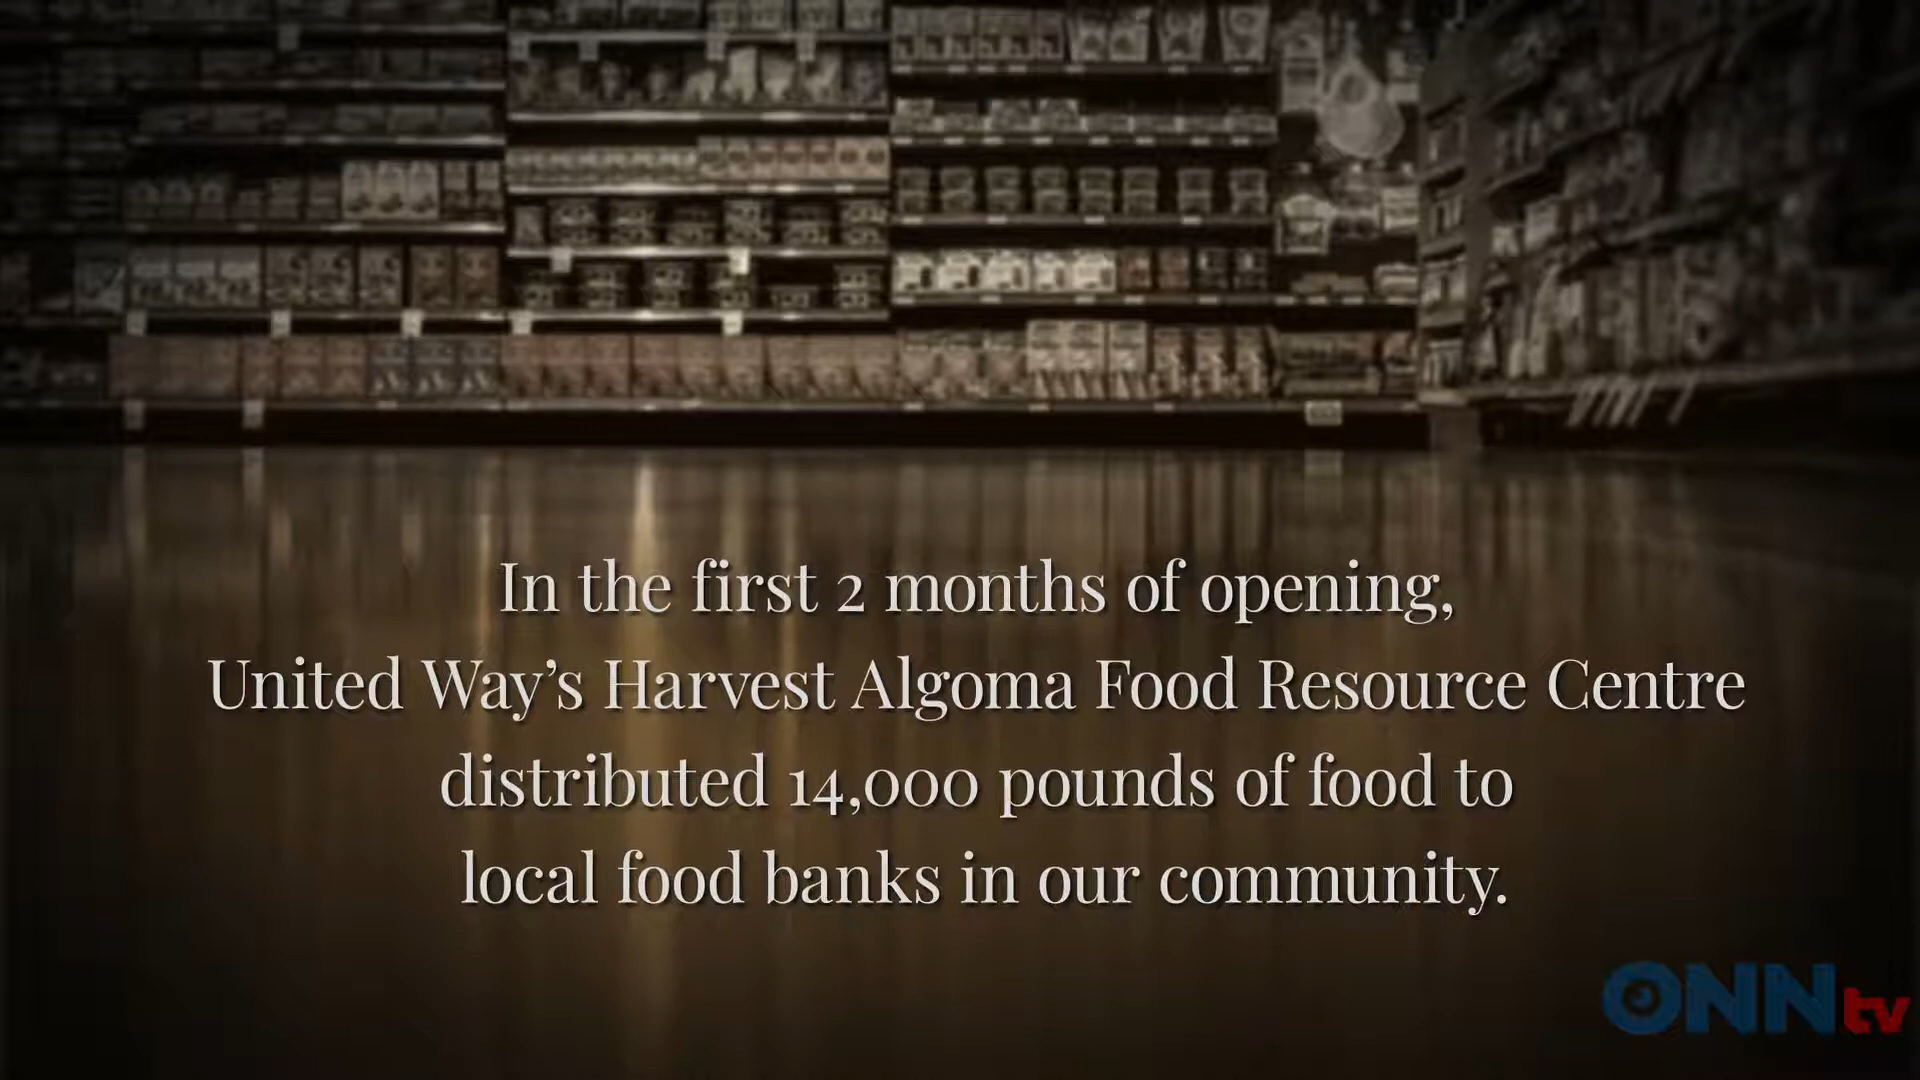 In the first 2 months of opening,
United Way’s Harvest Algoma Food Resource Centre
distributed 14,000 pounds of food to
local food banks in our community.
ONNtv